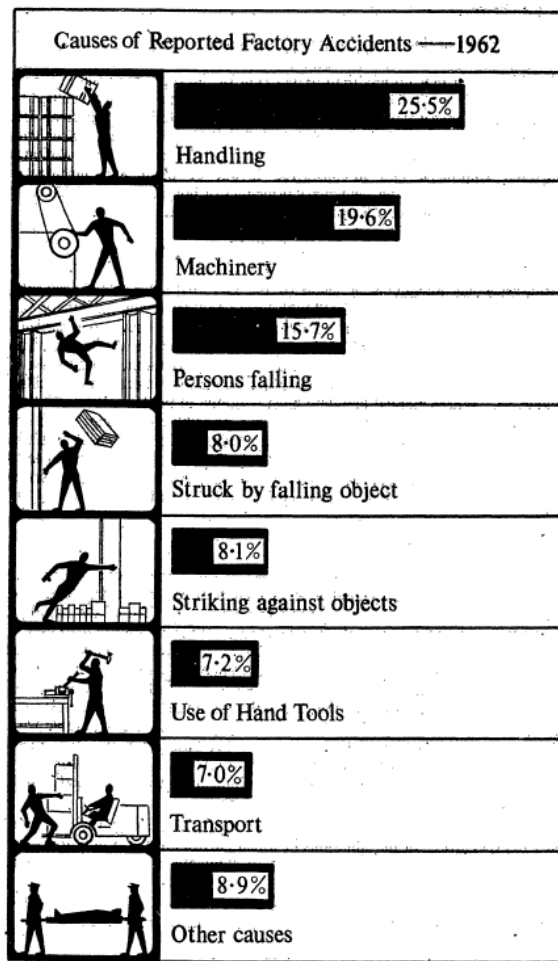 Causes of Reported Factory Accidents — 1962
25·5%
Handling
19·6%
Machinery
15·7%
Persons falling
8·0%
Struck by falling object
8·1%
Striking against objects
7·2%
Use of Hand Tools
7·0%
Transport
8·9%
Other causes